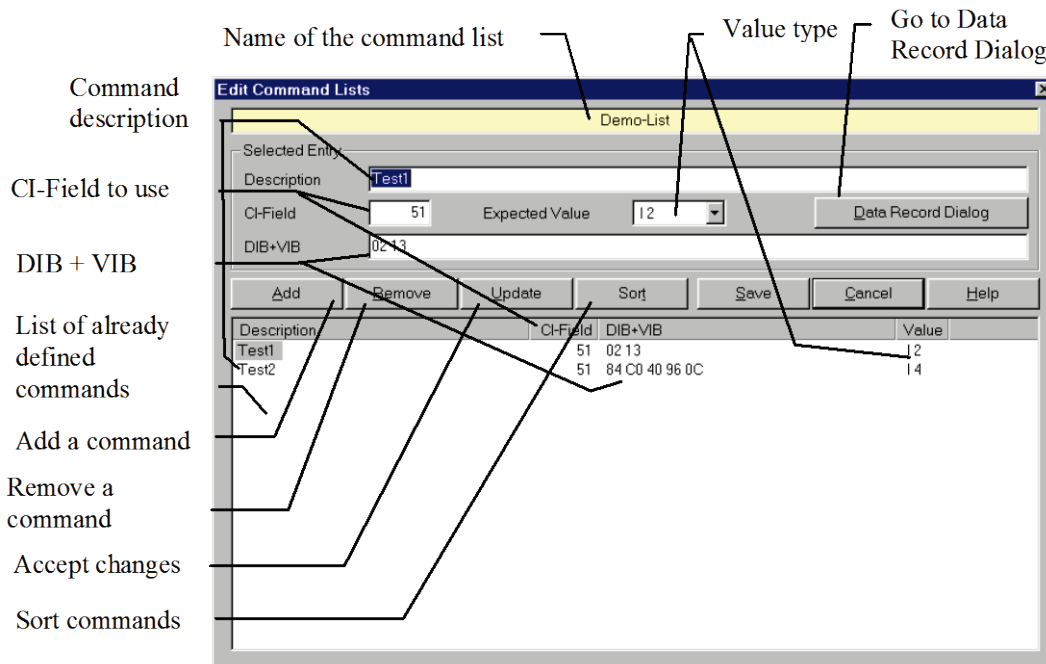 Name of the command list
Value type
Go to Data
Record Dialog
Command
description
CI-Field to use
DIB + VIB
List of already
defined
commands
Add a command
Remove a
command
Accept changes
Sort commands
Edit Command Lists
Demo-List
Selected Entry
Description Test1
CI-Field 51 Expected Value I 2 Data Record Dialog
DIB+VIB 02 13
Add Remove Update Sort Save Cancel Help
Description CI-Field DIB+VIB Value
Test1 51 02 13 I 2
Test2 51 84 C0 40 96 0C I 4